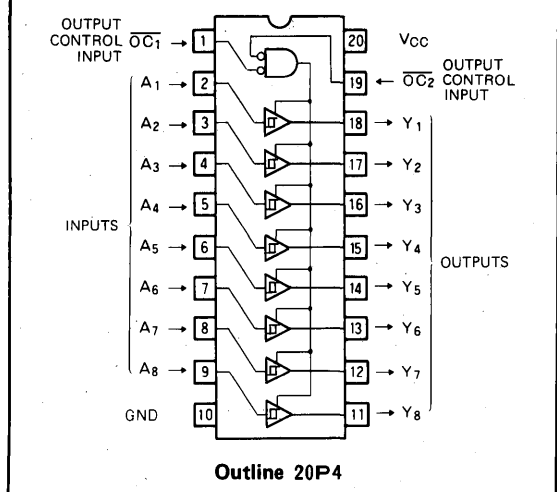 OUTPUT
CONTROL OC1 → 1
INPUT
20 VCC
OUTPUT
19 ← OC2 CONTROL
INPUT
A1 → 2
18 → Y1
A2 → 3
17 → Y2
A3 → 4
16 → Y3
A4 → 5
15 → Y4
INPUTS
OUTPUTS
A5 → 6
14 → Y5
A6 → 7
13 → Y6
A7 → 8
12 → Y7
A8 → 9
11 → Y8
GND 10
Outline 20P4